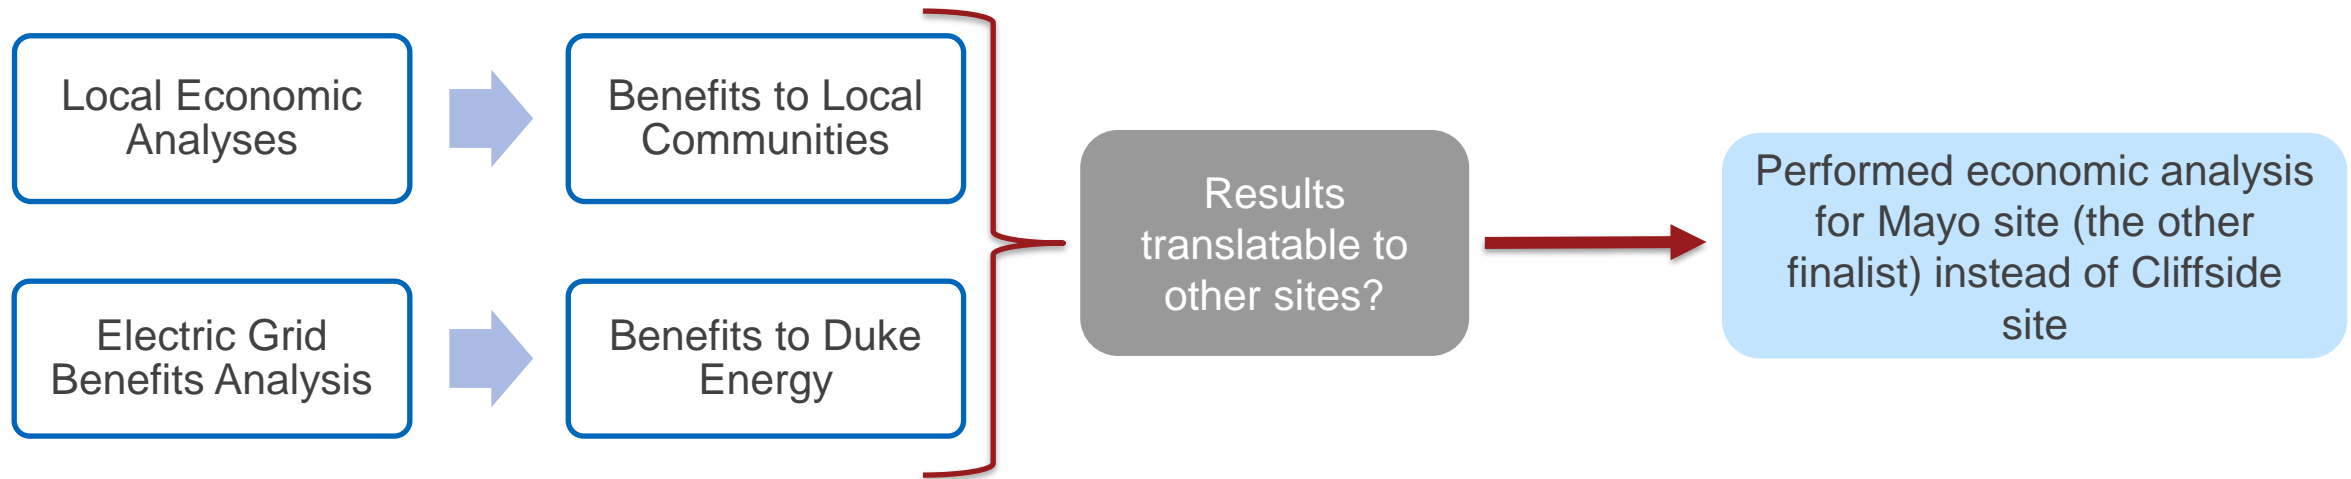 Local Economic
Analyses
Benefits to Local
Communities
Electric Grid
Benefits Analysis
Benefits to Duke
Energy
Results
translatable to
other sites?
Performed economic analysis
for Mayo site (the other
finalist) instead of Cliffside
site